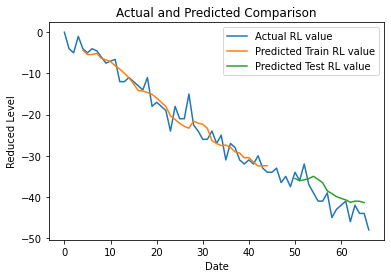 Actual and Predicted Comparison
Actual RL value
Predicted Train RL value
Predicted Test RL value
Reduced Level
0
−10
−20
−30
−40
−50
0 10 20 30 40 50 60
Date